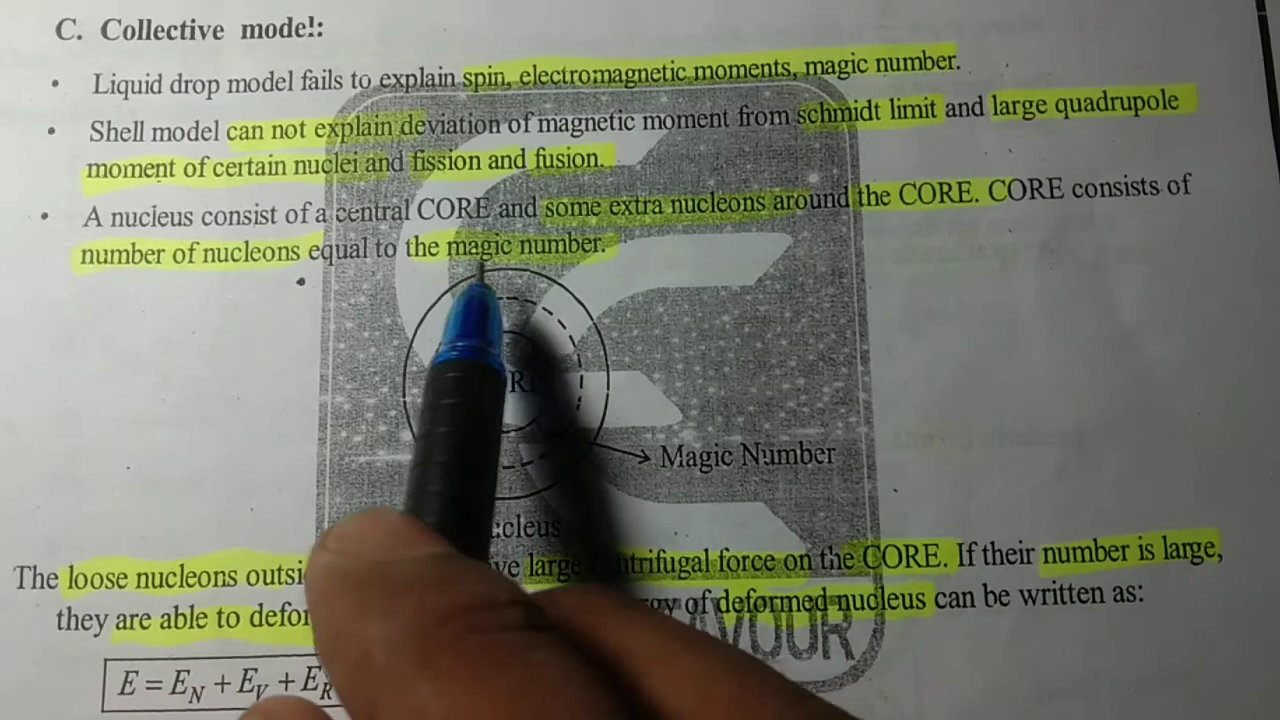 C. Collective model:
• Liquid drop model fails to explain spin, electromagnetic moments, magic number.
• Shell model can not explain deviation of magnetic moment from schmidt limit and large quadrupole
moment of certain nuclei and fission and fusion.
• A nucleus consist of a central CORE and some extra nucleons around the CORE. CORE consists of
number of nucleons equal to the magic number.
Magic Number
The loose nucleons large centrifugal force on the CORE. If their number is large,
they are able to of deformed nucleus can be written as:
E = E_N + E_V + E_R